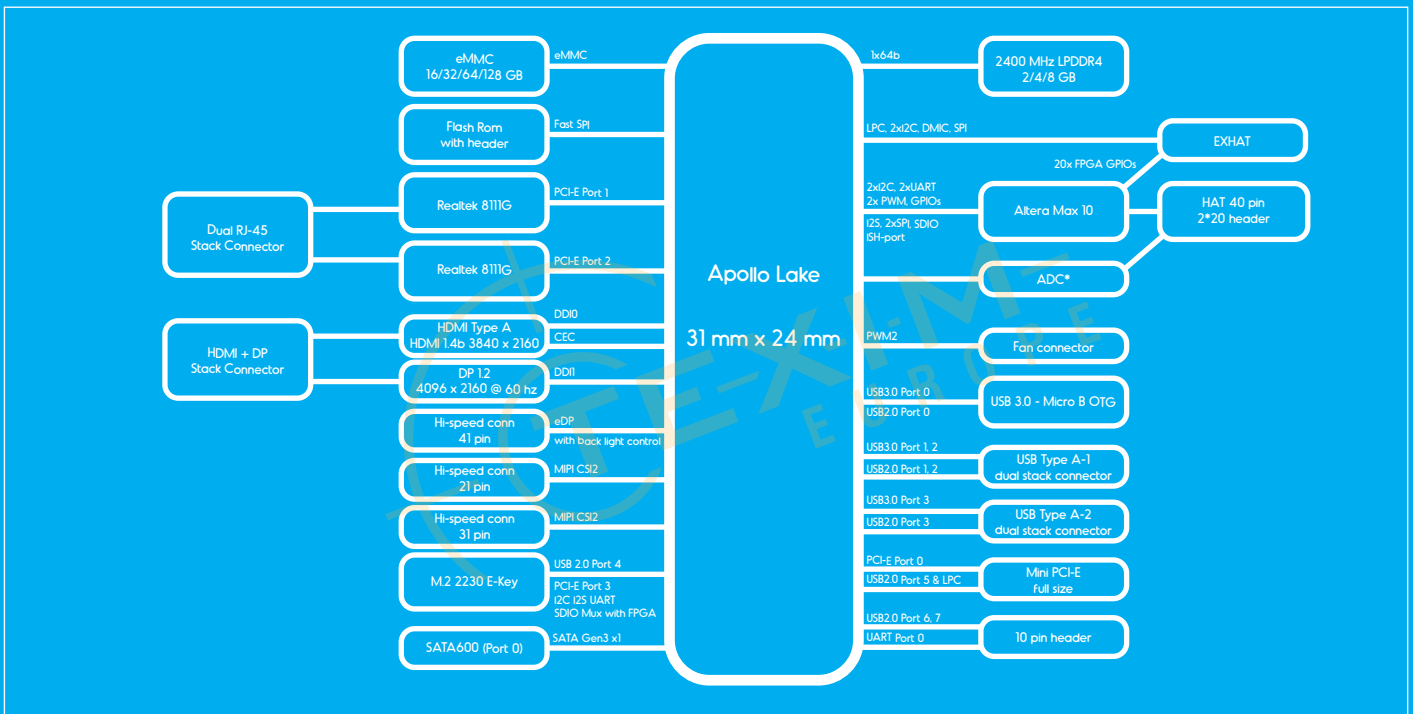 eMMC
16/32/64/128 GB
eMMC
Flash Rom
with header
Fast SPI
Realtek 8111G
PCI-E Port 1
Dual RJ-45
Stack Connector
Realtek 8111G
PCI-E Port 2
HDMI Type A
HDMI 1.4b 3840 x 2160
DDI0
CEC
HDMI + DP
Stack Connector
DP 1.2
4096 x 2160 @ 60 hz
DDI1
Hi-speed conn
41 pin
eDP
with back light control
Hi-speed conn
21 pin
MIPI CSI2
Hi-speed conn
31 pin
MIPI CSI2
M.2 2230 E-Key
USB 2.0 Port 4
PCI-E Port 3
I2C I2S UART
SDIO Mux with FPGA
SATA600 (Port 0)
SATA Gen3 x1
Apollo Lake
31 mm x 24 mm
1x64b
2400 MHz LPDDR4
2/4/8 GB
LPC, 2xI2C, DMIC, SPI
EXHAT
20x FPGA GPIOs
2xI2C, 2xUART
2x PWM, GPIOs
I2S, 2xSPI, SDIO
ISH-port
Altera Max 10
HAT 40 pin
2*20 header
ADC*
PWM2
Fan connector
USB3.0 Port 0
USB2.0 Port 0
USB 3.0 - Micro B OTG
USB3.0 Port 1, 2
USB2.0 Port 1, 2
USB Type A-1
dual stack connector
USB3.0 Port 3
USB2.0 Port 3
USB Type A-2
dual stack connector
PCI-E Port 0
USB2.0 Port 5 & LPC
Mini PCI-E
full size
USB2.0 Port 6, 7
UART Port 0
10 pin header
TEXIM
EUROPE